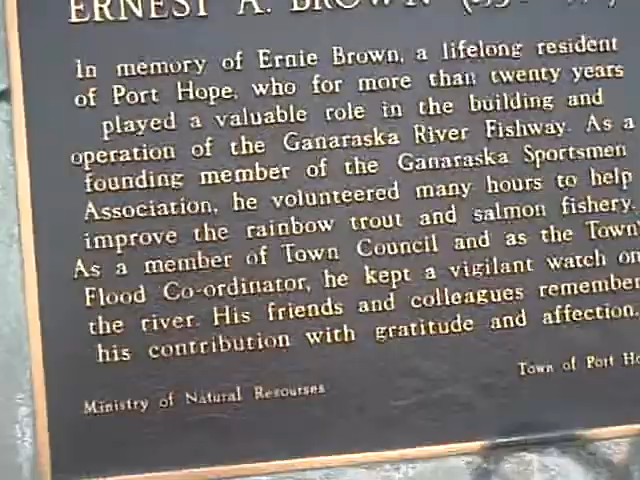 ERNEST A. BROWN
In memory of Ernie Brown, a lifelong resident
of Port Hope, who for more than twenty years
played a valuable role in the building and
operation of the Ganaraska River Fishway. As a
founding member of the Ganaraska Sportsmen
Association, he volunteered many hours to help
improve the rainbow trout and salmon fishery.
As a member of Town Council and as the Town
Flood Co-ordinator, he kept a vigilant watch on
the river. His friends and colleagues remember
his contribution with gratitude and affection.
Town of Port Ho
Ministry of Natural Resourses